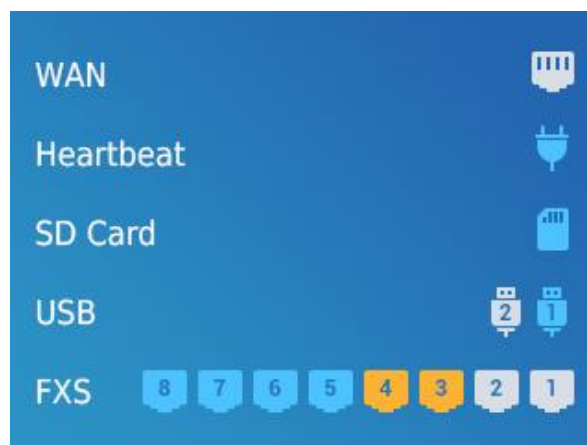 WAN
Heartbeat
SD Card
USB 2 1
FXS 8 7 6 5 4 3 2 1